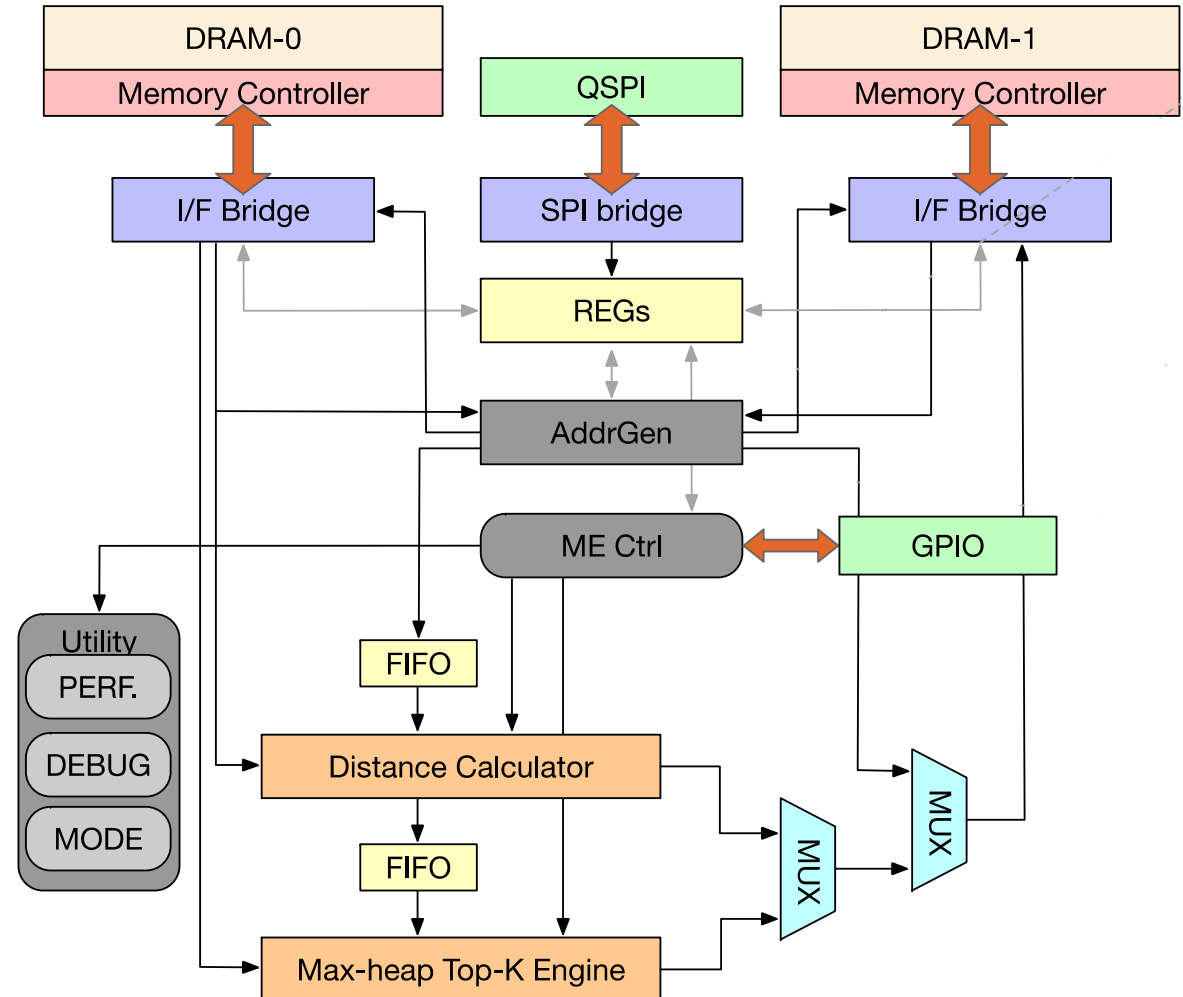 DRAM-0
DRAM-1
Memory Controller
QSPI
Memory Controller
I/F Bridge
SPI bridge
I/F Bridge
REGs
AddrGen
ME Ctrl
GPIO
Utility
PERF.
DEBUG
MODE
FIFO
Distance Calculator
FIFO
Max-heap Top-K Engine
MUX
MUX